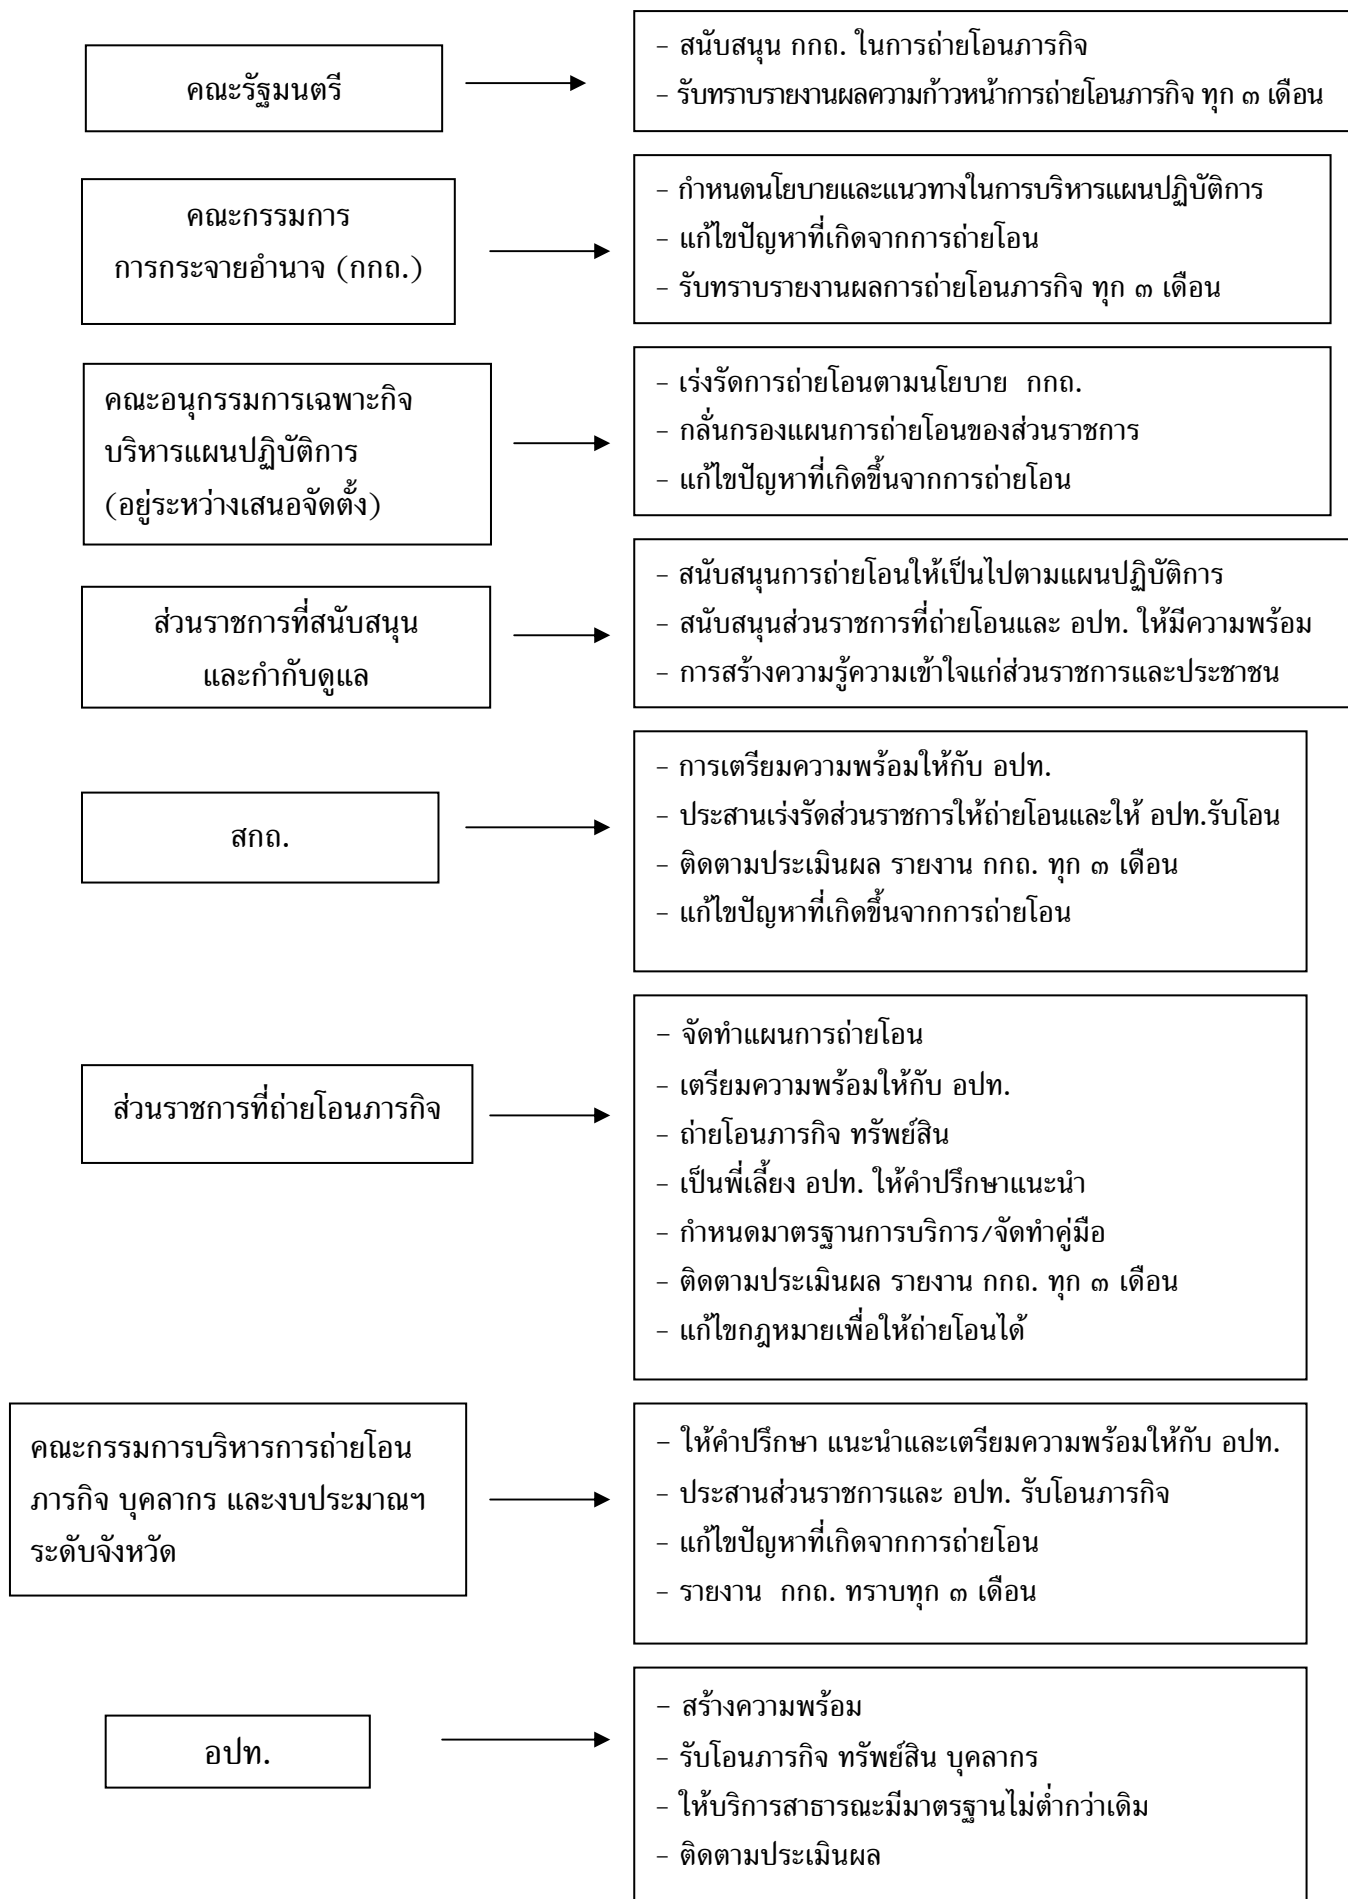 คณะรัฐมนตรี
- สนับสนุน กกถ. ในการถ่ายโอนภารกิจ
- รับทราบรายงานผลความก้าวหน้าการถ่ายโอนภารกิจ ทุก ๓ เดือน
คณะกรรมการ
การกระจายอำนาจ (กกถ.)
- กำหนดนโยบายและแนวทางในการบริหารแผนปฏิบัติการ
- แก้ไขปัญหาที่เกิดจากการถ่ายโอน
- รับทราบรายงานผลการถ่ายโอนภารกิจ ทุก ๓ เดือน
คณะอนุกรรมการเฉพาะกิจ
บริหารแผนปฏิบัติการ
(อยู่ระหว่างเสนอจัดตั้ง)
- เร่งรัดการถ่ายโอนตามนโยบาย กกถ.
- กลั่นกรองแผนการถ่ายโอนของส่วนราชการ
- แก้ไขปัญหาที่เกิดขึ้นจากการถ่ายโอน
ส่วนราชการที่สนับสนุน
และกำกับดูแล
- สนับสนุนการถ่ายโอนให้เป็นไปตามแผนปฏิบัติการ
- สนับสนุนส่วนราชการที่ถ่ายโอนและ อปท. ให้มีความพร้อม
- การสร้างความรู้ความเข้าใจแก่ส่วนราชการและประชาชน
สกถ.
- การเตรียมความพร้อมให้กับ อปท.
- ประสานเร่งรัดส่วนราชการให้ถ่ายโอนและให้ อปท.รับโอน
- ติดตามประเมินผล รายงาน กกถ. ทุก ๓ เดือน
- แก้ไขปัญหาที่เกิดขึ้นจากการถ่ายโอน
ส่วนราชการที่ถ่ายโอนภารกิจ
- จัดทำแผนการถ่ายโอน
- เตรียมความพร้อมให้กับ อปท.
- ถ่ายโอนภารกิจ ทรัพย์สิน
- เป็นพี่เลี้ยง อปท. ให้คำปรึกษาแนะนำ
- กำหนดมาตรฐานการบริการ/จัดทำคู่มือ
- ติดตามประเมินผล รายงาน กกถ. ทุก ๓ เดือน
- แก้ไขกฎหมายเพื่อให้ถ่ายโอนได้
คณะกรรมการบริหารการถ่ายโอน
ภารกิจ บุคลากร และงบประมาณฯ
ระดับจังหวัด
- ให้คำปรึกษา แนะนำและเตรียมความพร้อมให้กับ อปท.
- ประสานส่วนราชการและ อปท. รับโอนภารกิจ
- แก้ไขปัญหาที่เกิดจากการถ่ายโอน
- รายงาน กกถ. ทราบทุก ๓ เดือน
อปท.
- สร้างความพร้อม
- รับโอนภารกิจ ทรัพย์สิน บุคลากร
- ให้บริการสาธารณะมีมาตรฐานไม่ต่ำกว่าเดิม
- ติดตามประเมินผล